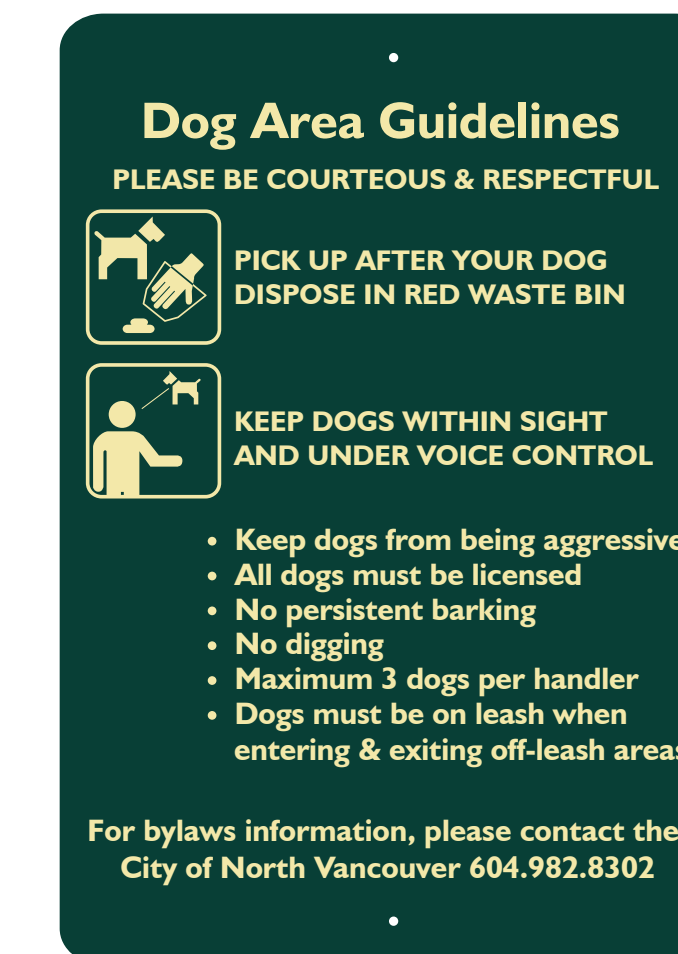 Dog Area Guidelines
PLEASE BE COURTEOUS & RESPECTFUL
PICK UP AFTER YOUR DOG
DISPOSE IN RED WASTE BIN
KEEP DOGS WITHIN SIGHT
AND UNDER VOICE CONTROL
• Keep dogs from being aggressive
• All dogs must be licensed
• No persistent barking
• No digging
• Maximum 3 dogs per handler
• Dogs must be on leash when
entering & exiting off-leash areas
For bylaws information, please contact the
City of North Vancouver 604.982.8302